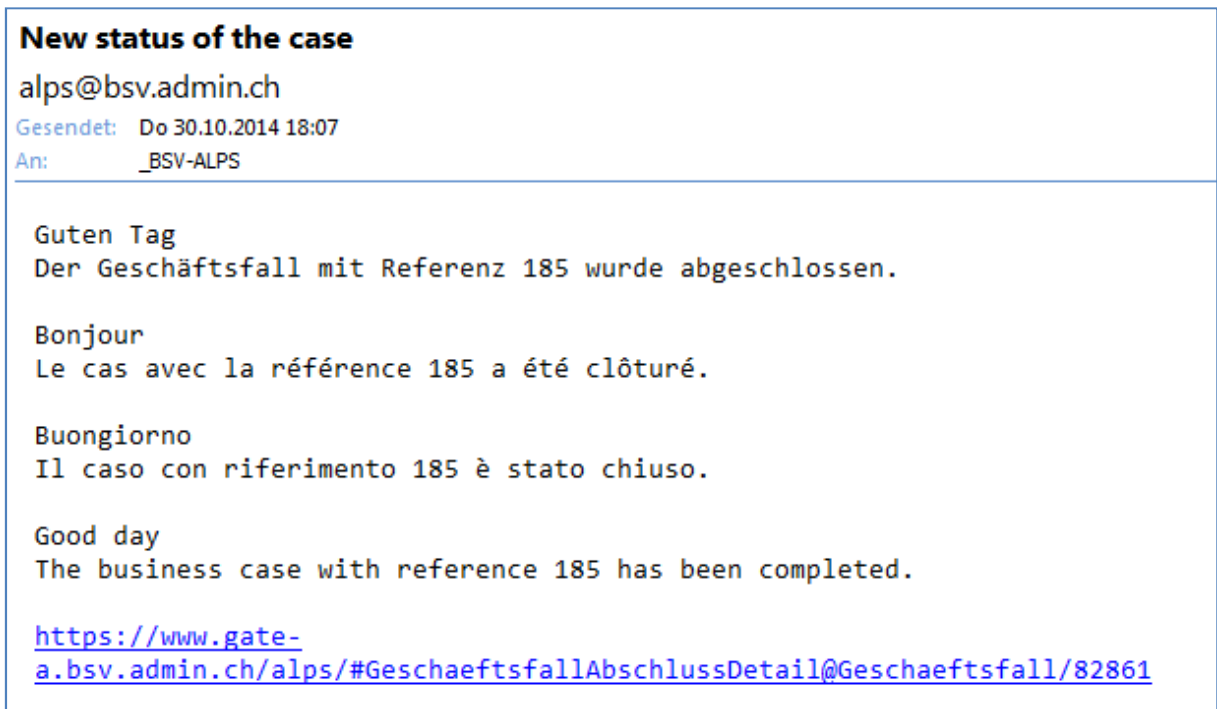 New status of the case
alps@bsv.admin.ch
Gesendet: Do 30.10.2014 18:07
An: _BSV-ALPS
Guten Tag
Der Geschäftsfall mit Referenz 185 wurde abgeschlossen.
Bonjour
Le cas avec la référence 185 a été clôturé.
Buongiorno
Il caso con riferimento 185 è stato chiuso.
Good day
The business case with reference 185 has been completed.
https://www.gate-
a.bsv.admin.ch/alps/#GeschaeftsfallAbschlussDetail@Geschaeftsfall/82861